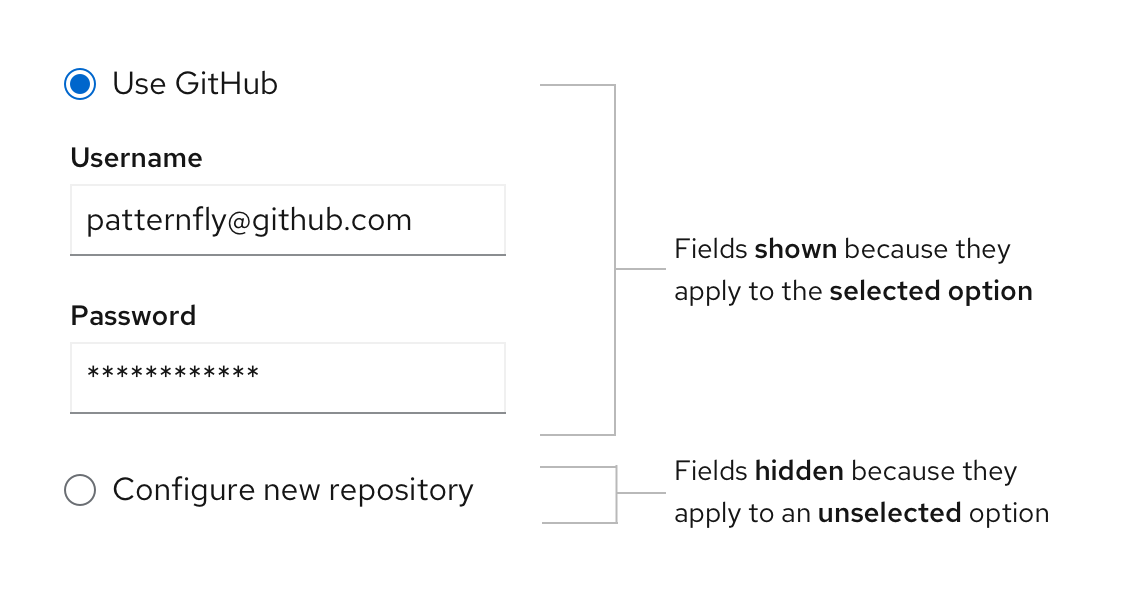 Use GitHub
Username
patternfly@github.com
Password
************
Configure new repository
Fields shown because they
apply to the selected option
Fields hidden because they
apply to an unselected option